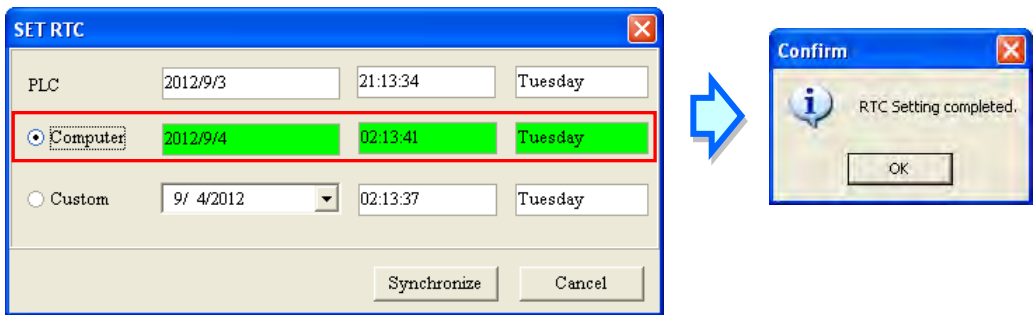 SET RTC
PLC 2012/9/3 21:13:34 Tuesday
Computer 2012/9/4 02:13:41 Tuesday
Custom 9/ 4/2012 02:13:37 Tuesday
Synchronize Cancel
Confirm
RTC Setting completed.
OK